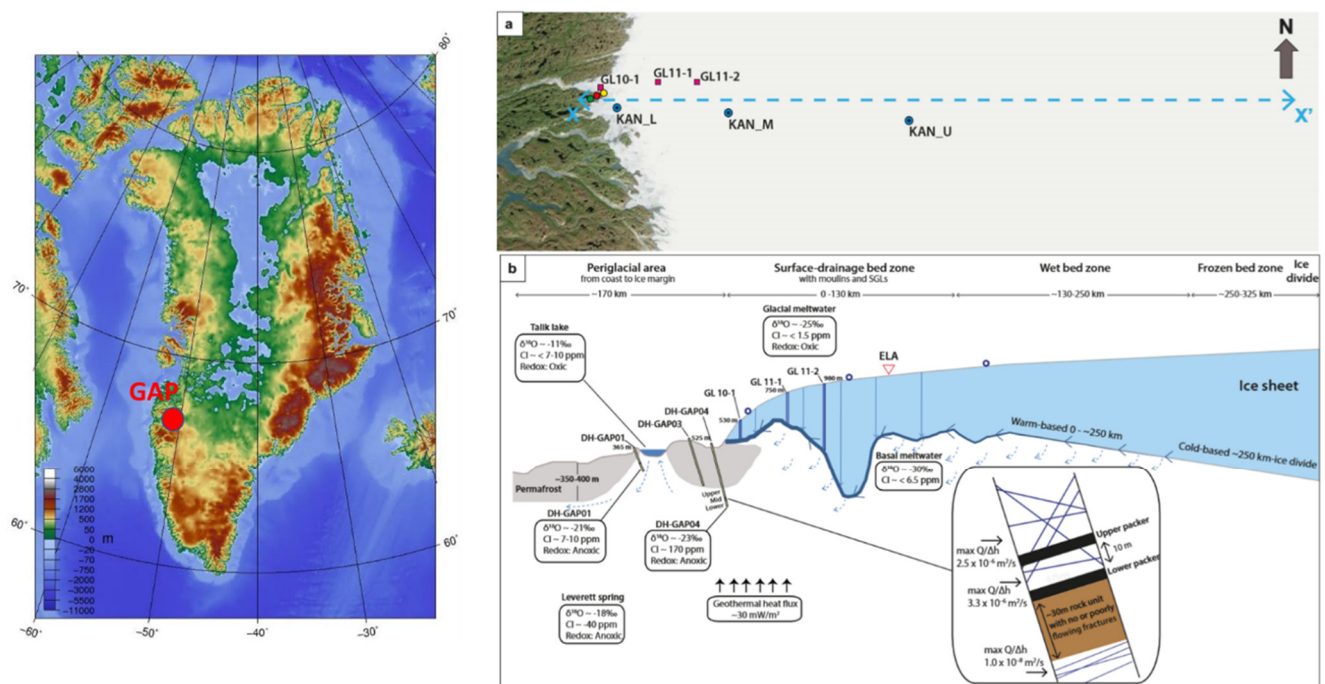 80°
70°
70°
60°
60°
GAP
6000
4000
2800
1700
1200
500
50
0
-20
-70
-750
-2000
-3000
-5500
-11000
m
-60°
-50°
-40°
-30°
a
N
GL10-1
GL11-1
GL11-2
KAN_L
KAN_M
KAN_U
X
X'
b
Periglacial area
from coast to ice margin
Surface-drainage bed zone
with moulins and SGLs
Wet bed zone
Frozen bed zone
Ice
divide
~170 km
0-130km
~130-250 km
~250-325 km
Talik lake
δ¹⁸O ~ -11‰
Cl ~ < 7-10 ppm
Redox: Oxic
Glacial meltwater
δ¹⁸O ~ -25‰
Cl ~ < 1.5 ppm
Redox: Oxic
ELA
GL 10-1
530 m
GL 11-1
750 m
GL 11-2
980 m
Ice sheet
DH-GAP01
365 m
DH-GAP03
DH-GAP04
525 m
Warm-based 0 - ~250 km
Cold-based ~250 km-ice divide
~350-400 m
Permafrost
Upper
Mid
Lower
Basal meltwater
δ¹⁸O ~ -30‰
Cl ~ < 6.5 ppm
DH-GAP01
δ¹⁸O ~ -21‰
Cl ~ 7-10 ppm
Redox: Anoxic
DH-GAP04
δ¹⁸O ~ -23‰
Cl ~ 170 ppm
Redox: Anoxic
Leverett spring
δ¹⁸O ~ -18‰
Cl ~ -40 ppm
Redox: Anoxic
Geothermal heat flux
~30 mW/m²
Upper packer
10 m
Lower packer
max Q/Δh
2.5 x 10⁻⁶ m²/s
max Q/Δh
3.3 x 10⁻⁶ m²/s
~30m rock unit
with no or poorly
flowing fractures
max Q/Δh
1.0 x 10⁻⁸ m²/s